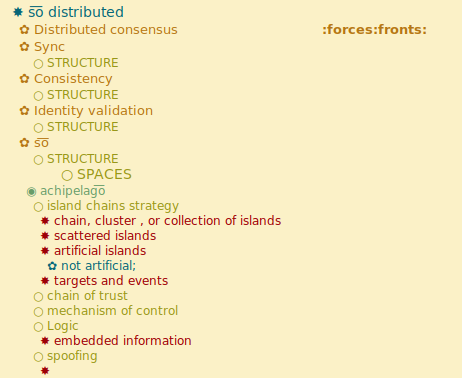 s͞o distributed
Distributed consensus :forces:fronts:
Sync
STRUCTURE
Consistency
STRUCTURE
Identity validation
STRUCTURE
s͞o
STRUCTURE
SPACES
achipelag͞o
island chains strategy
chain, cluster , or collection of islands
scattered islands
artificial islands
not artificial;
targets and events
chain of trust
mechanism of control
Logic
embedded information
spoofing